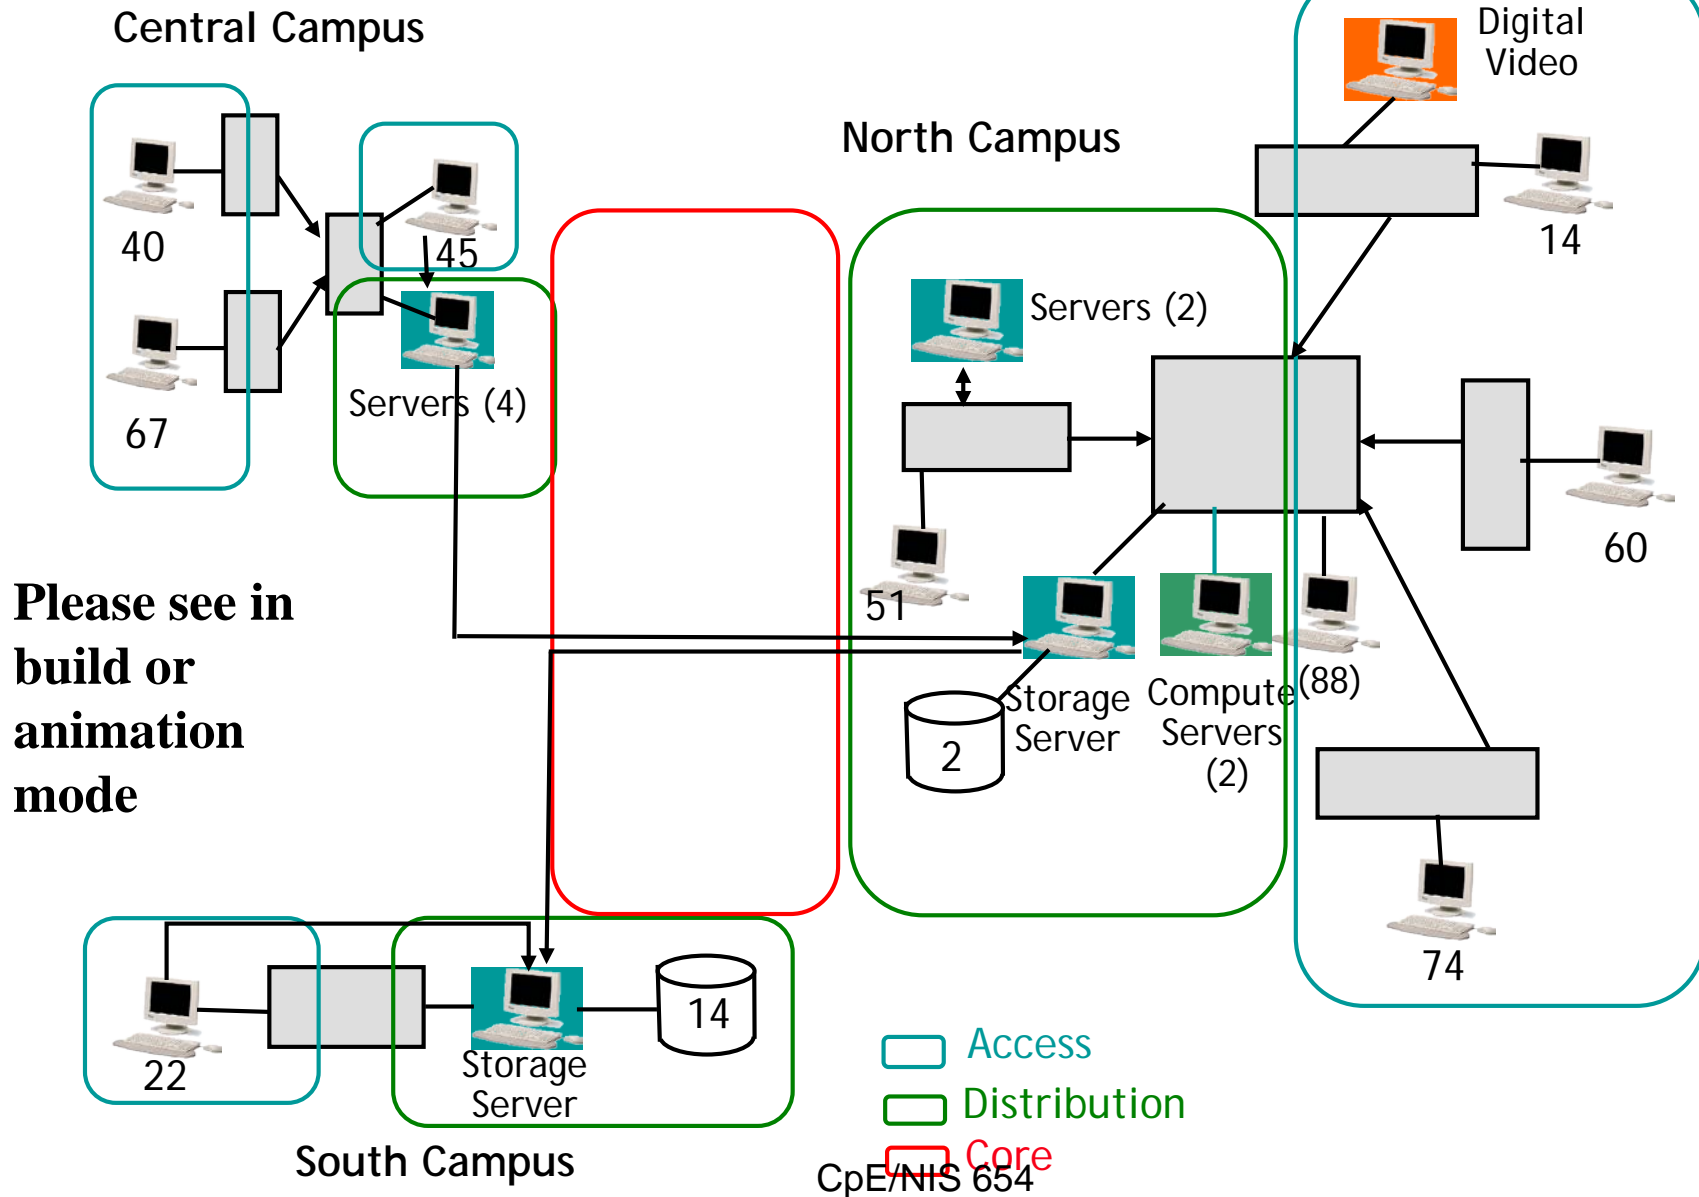 Central Campus
40
67
45
Servers (4)
North Campus
Digital
Video
14
Servers (2)
51
60
Storage
Server
Compute
Servers
(2)
(88)
2
74
Please see in
build or
animation
mode
22
Storage
Server
14
South Campus
Access
Distribution
Core
CpE/NIS 654